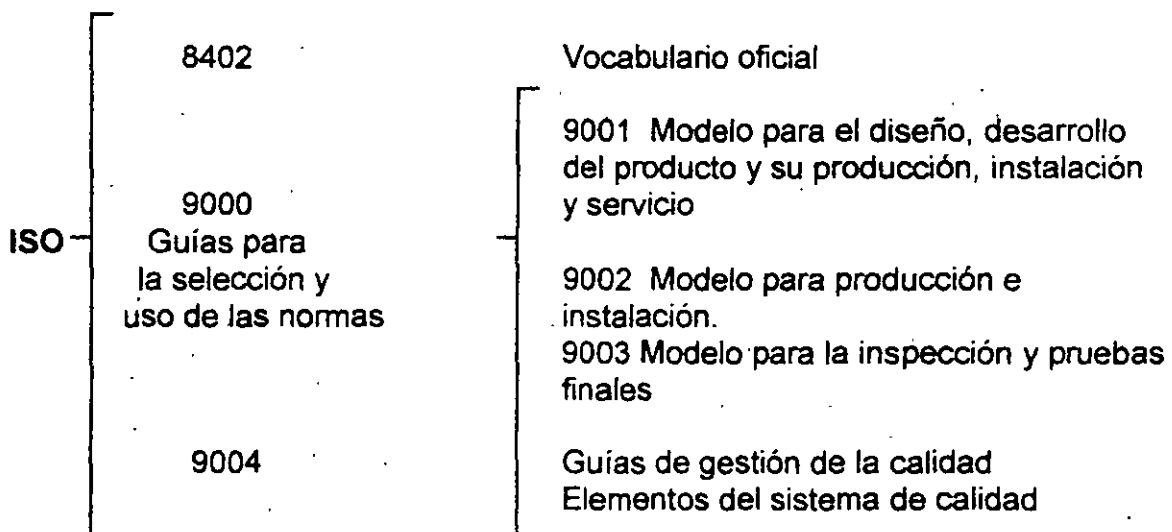 8402 Vocabulario oficial
9001 Modelo para el diseño, desarrollo
del producto y su producción, instalación
y servicio
9000
ISO Guías para
la selección y
uso de las normas
9002 Modelo para producción e
instalación.
9003 Modelo para la inspección y pruebas
finales
9004 Guías de gestión de la calidad
Elementos del sistema de calidad